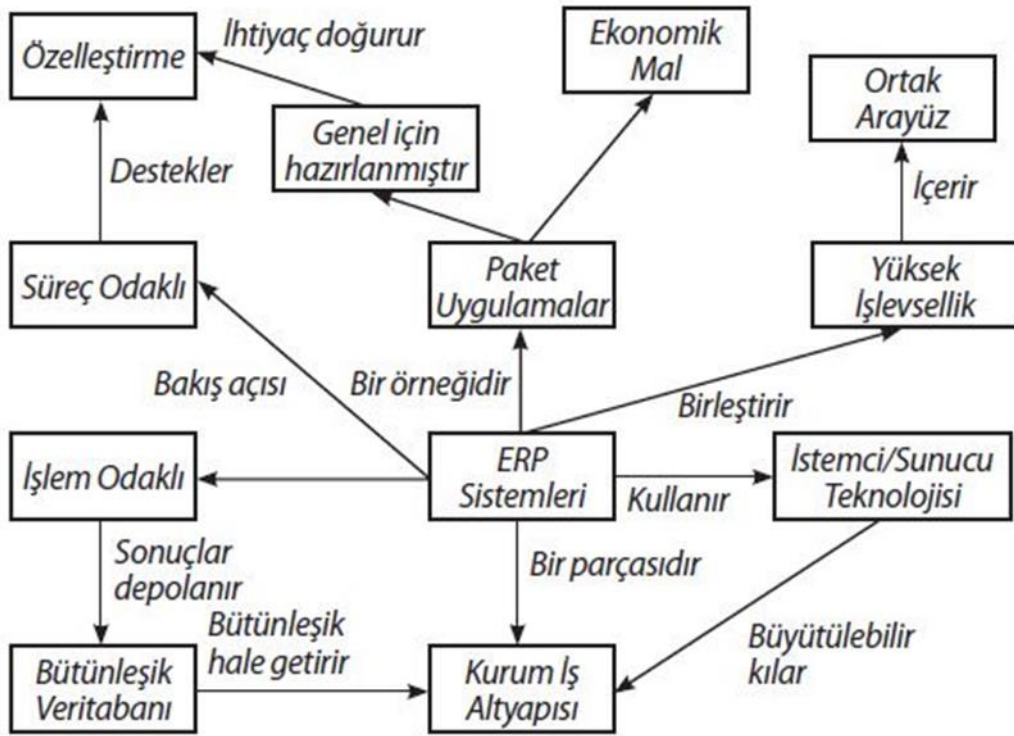 Özelleştirme
İhtiyaç doğurur
Ekonomik
Mal
Ortak
Arayüz
Genel için
hazırlanmıştır
Destekler
İçerir
Süreç Odaklı
Paket
Uygulamalar
Yüksek
İşlevsellik
Bakış açısı
Bir örneğidir
Birleştirir
İşlem Odaklı
ERP
Sistemleri
Kullanır
İstemci/Sunucu
Teknolojisi
Sonuçlar
depolanır
Bir parçasıdır
Bütünleşik
hale getirir
Büyütülebilir
kılar
Bütünleşik
Veritabanı
Kurum İş
Altyapısı